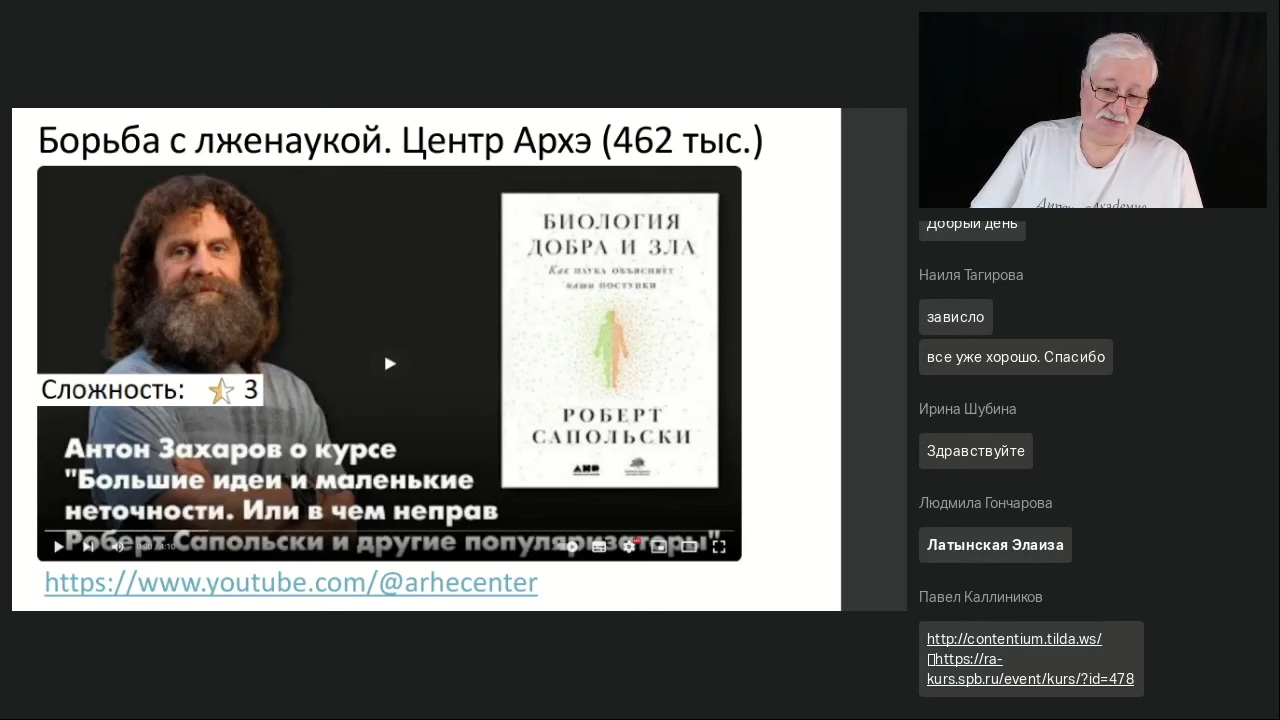 Борьба с лженаукой. Центр Архэ (462 тыс.)
БИОЛОГИЯ
ДОБРА И ЗЛА
Как НАУКА ОБЪЯСНЯЕТ
наши ПОСТУПКИ
РОБЕРТ
САПОЛЬСКИ
Сложность: 3
Антон Захаров о курсе
"Большие идеи и маленькие
неточности. Или в чем неправ
Роберт Сапольски и другие популяризаторы"
https://www.youtube.com/@arhecenter
Добрый день
Наиля Тагирова
зависло
все уже хорошо. Спасибо
Ирина Шубина
Здравствуйте
Людмила Гончарова
Латынская Элаиза
Павел Каллиников
http://contentium.tilda.ws/
https://ra-
kurs.spb.ru/event/kurs/?id=478